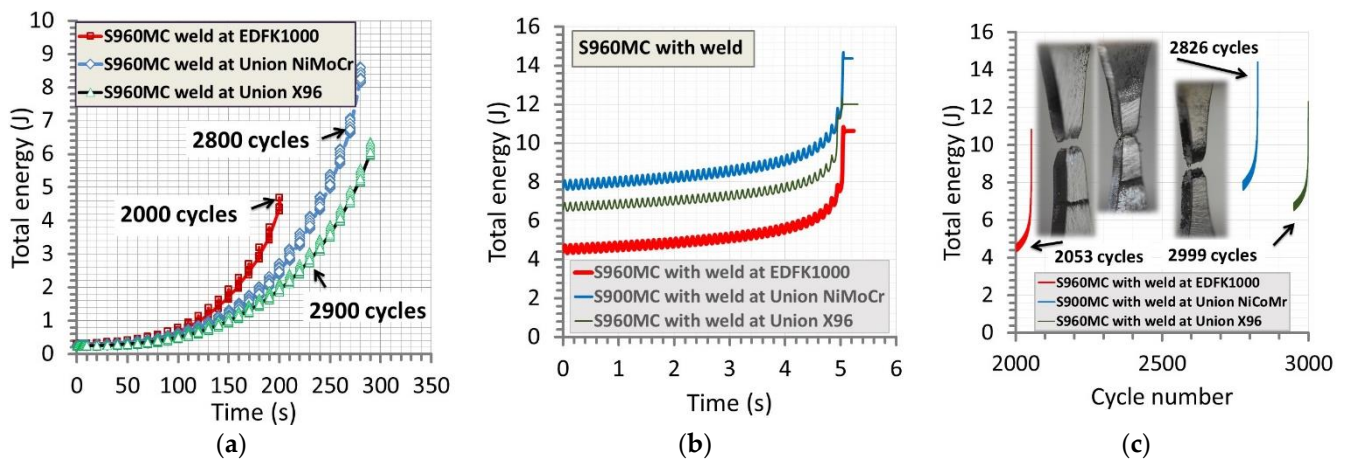 10
9
8
7
6
5
4
3
2
1
0
Total energy (J)
S960MC weld at EDFK1000
S960MC weld at Union NiMoCr
S960MC weld at Union X96
2800 cycles
2000 cycles
2900 cycles
0 50 100 150 200 250 300 350
Time (s)
(a)
16
14
12
10
8
6
4
2
0
Total energy (J)
S960MC with weld
S960MC with weld at EDFK1000
S900MC with weld at Union NiMoCr
S960MC with weld at Union X96
0 1 2 3 4 5 6
Time (s)
(b)
16
14
12
10
8
6
4
2
0
Total energy (J)
2826 cycles
2053 cycles
2999 cycles
S960MC with weld at EDFK1000
S900MC with weld at Union NiCoMr
S960MC with weld at Union X96
2000 2500 3000
Cycle number
(c)